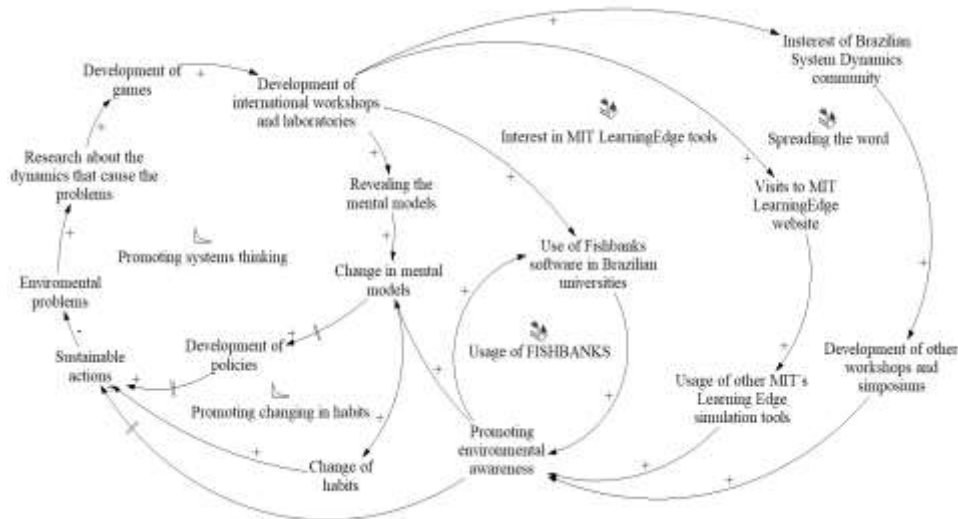 Development of
games
Development of
international workshops
and laboratories
Insterest of Brazilian
System Dynamics
community
Interest in MIT LearningEdge tools
Spreading the word
Research about the
dynamics that cause the
problems
Revealing the
mental models
Visits to MIT
LearningEdge
website
Promoting systems thinking
Use of Fishbanks
software in Brazilian
universities
Enviromental
problems
Change in mental
models
Usage of FISHBANKS
Sustainable
actions
Development of
policies
Development of other
workshops and
simposiums
Promoting changing in habits
Usage of other MIT's
Learning Edge
simulation tools
Promoting
environmental
awareness
Change of
habits